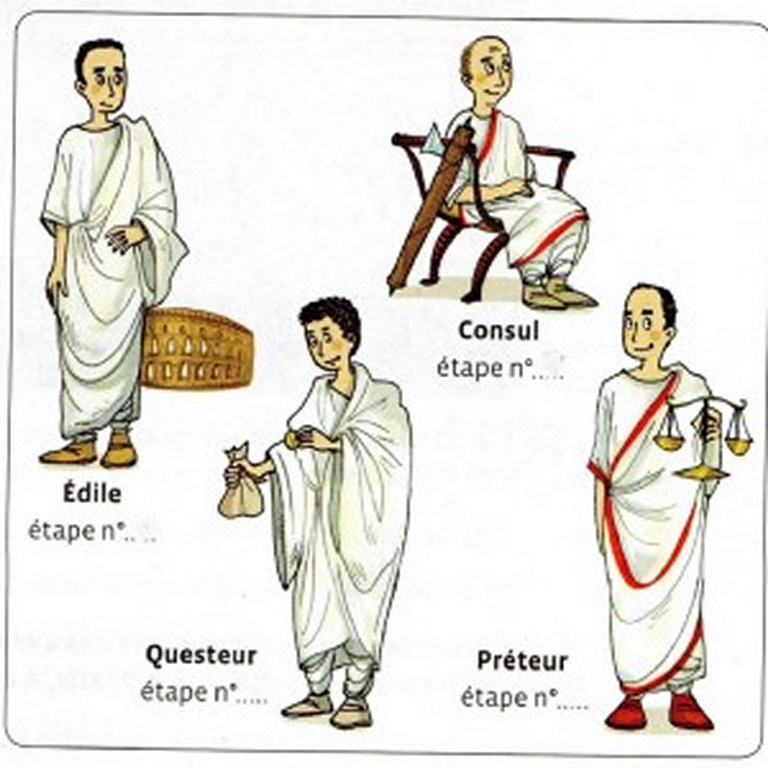 Consul
étape n°.....
Édile
étape n°.....
Questeur
étape n°.....
Préteur
étape n°.....